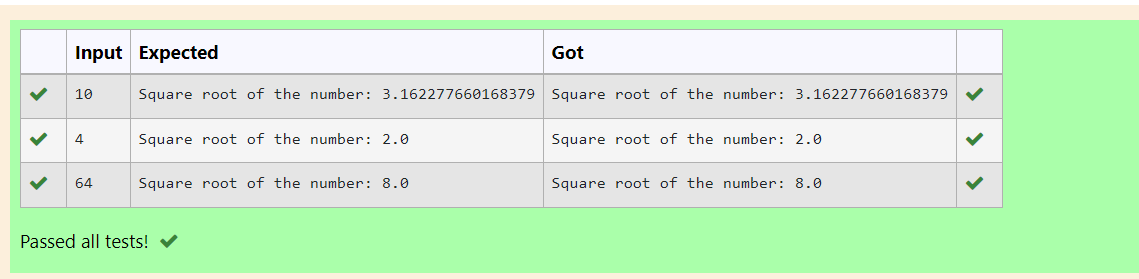 Input Expected Got
10 Square root of the number: 3.162277660168379 Square root of the number: 3.162277660168379
4 Square root of the number: 2.0 Square root of the number: 2.0
64 Square root of the number: 8.0 Square root of the number: 8.0
Passed all tests!